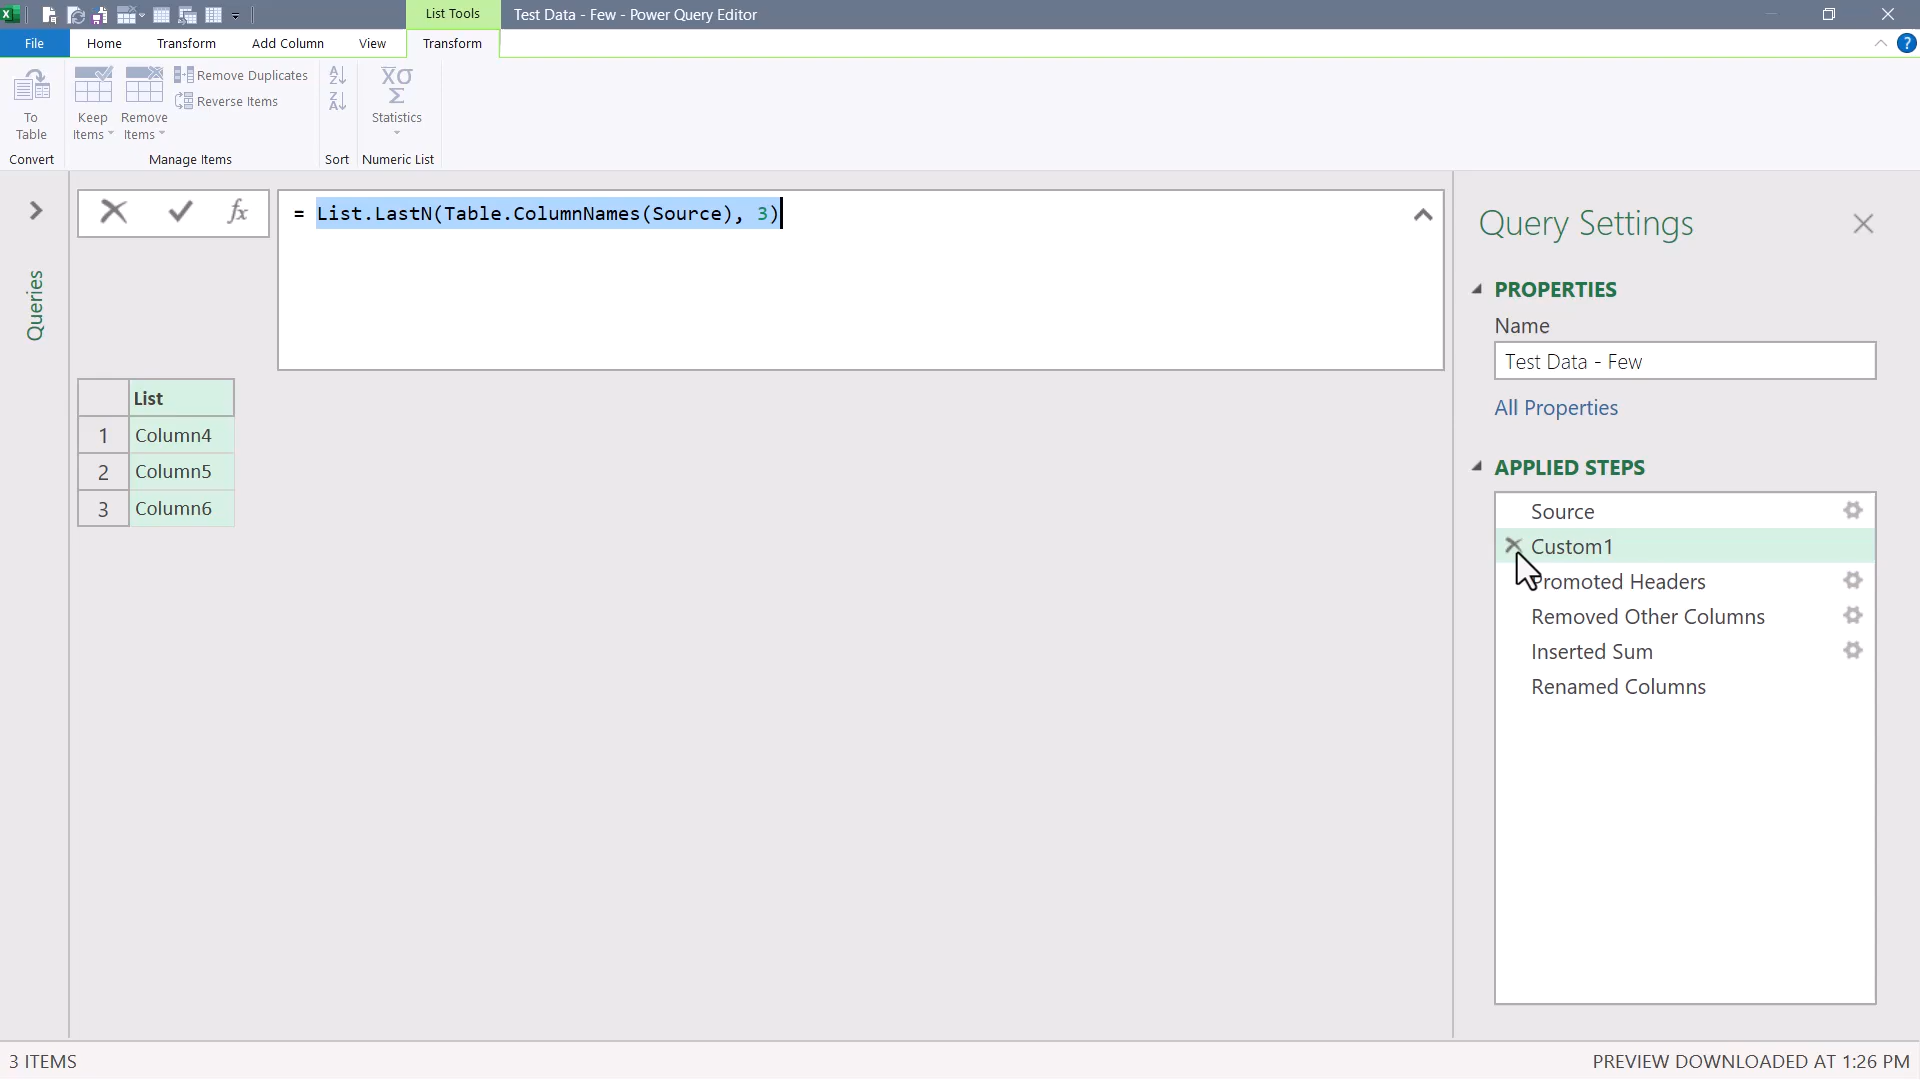 List Tools
Test Data - Few - Power Query Editor
File
Home
Transform
Add Column
View
Transform
?
To
Table
Keep
Items
Remove
Items
Remove Duplicates
Reverse Items
Statistics
Convert
Manage Items
Sort
Numeric List
fx
= List.LastN(Table.ColumnNames(Source), 3)
Queries
List
1 Column4
2 Column5
3 Column6
Query Settings
PROPERTIES
Name
Test Data - Few
All Properties
APPLIED STEPS
Source
Custom1
Promoted Headers
Removed Other Columns
Inserted Sum
Renamed Columns
3 ITEMS
PREVIEW DOWNLOADED AT 1:26 PM